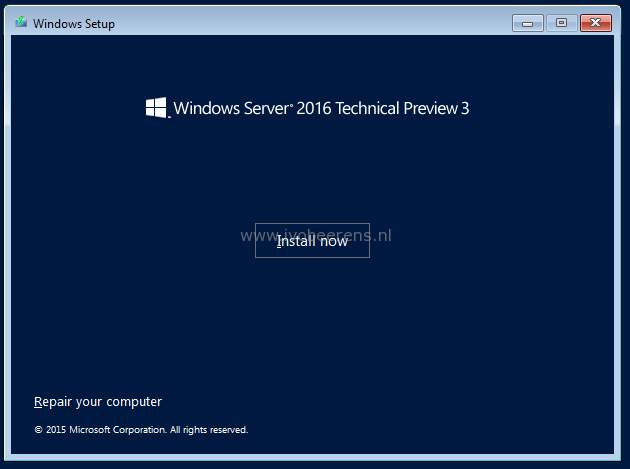 Windows Setup
Windows Server® 2016 Technical Preview 3
www.ivoheerens.nl
Install now
Repair your computer
© 2015 Microsoft Corporation. All rights reserved.